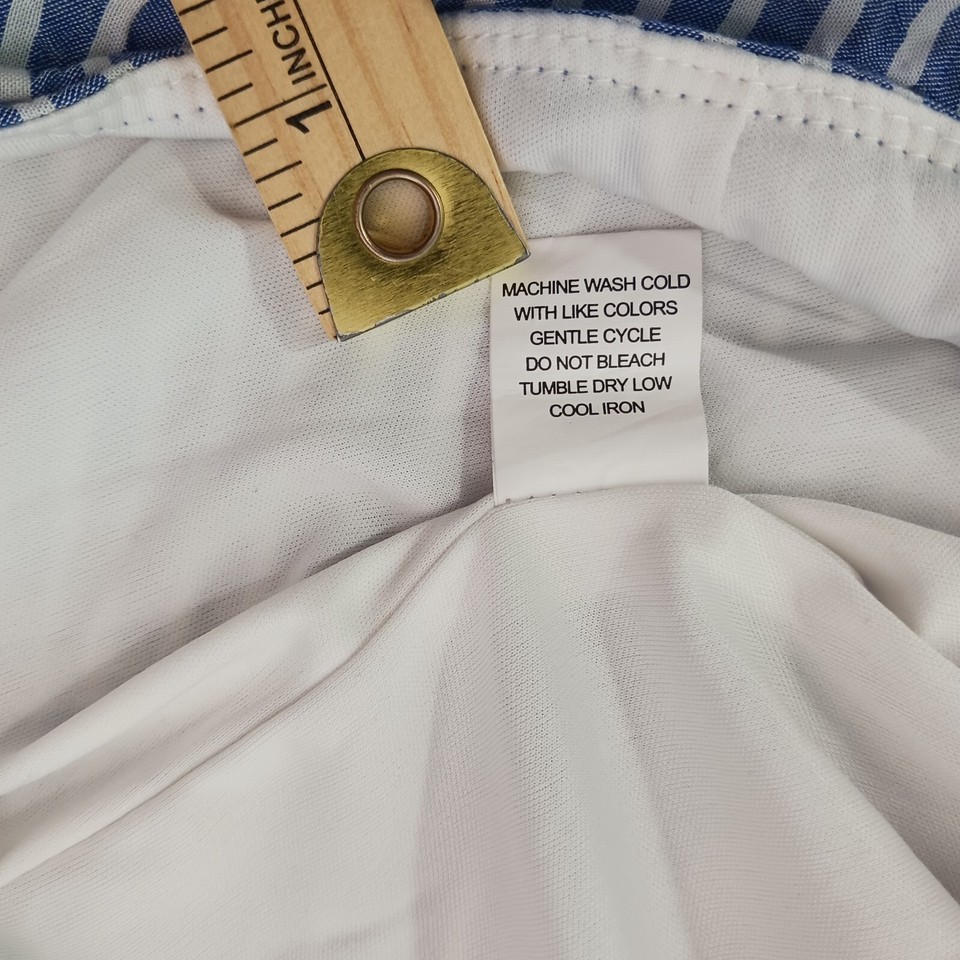 1 INCH
MACHINE WASH COLD
WITH LIKE COLORS
GENTLE CYCLE
DO NOT BLEACH
TUMBLE DRY LOW
COOL IRON